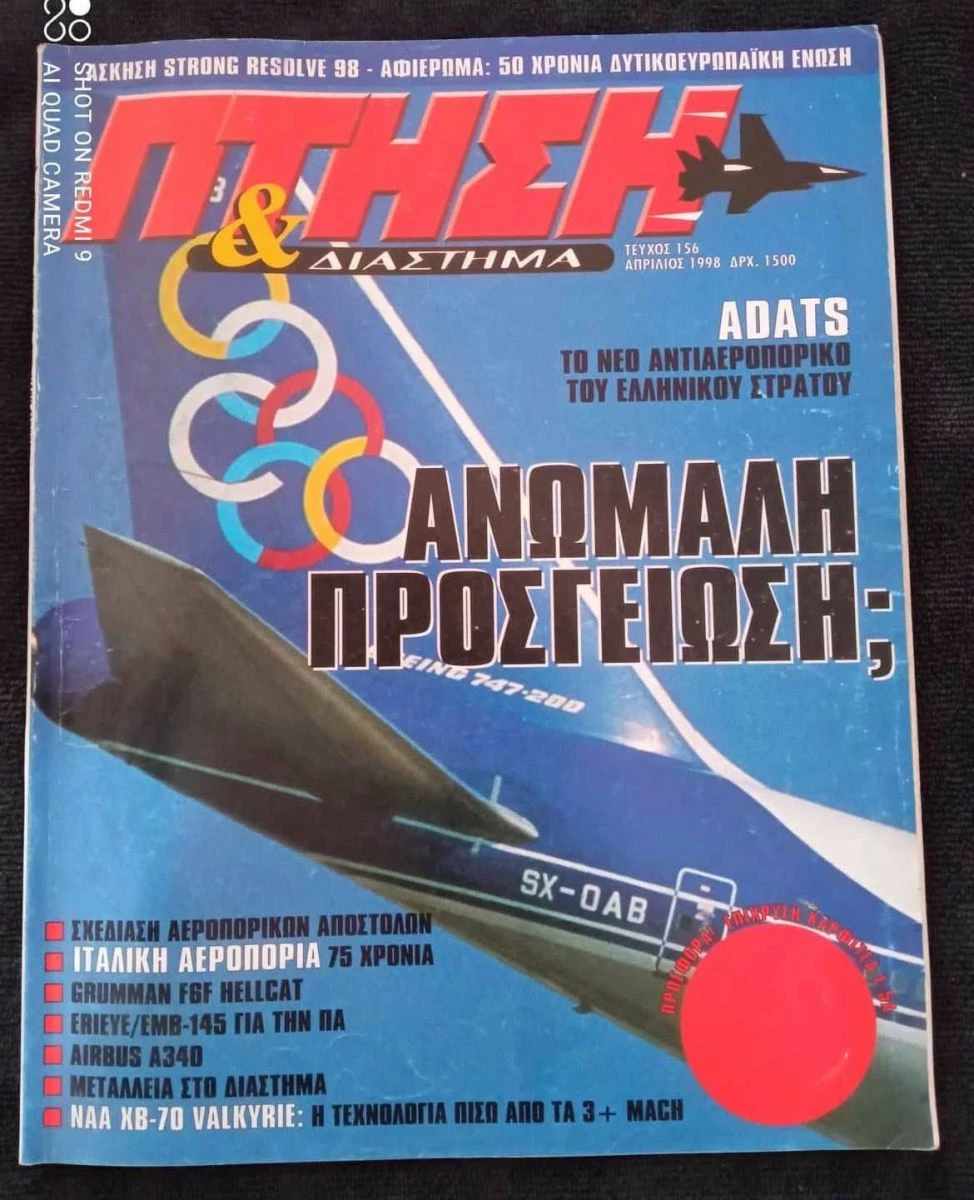 ΑΣΚΗΣΗ STRONG RESOLVE 98 - ΑΦΙΕΡΩΜΑ: 50 ΧΡΟΝΙΑ ΔΥΤΙΚΟΕΥΡΩΠΑΪΚΗ ΕΝΩΣΗ
ΠΤΗΣΗ
& ΔΙΑΣΤΗΜΑ
ΤΕΥΧΟΣ 156
ΑΠΡΙΛΙΟΣ 1998 ΔΡΧ. 1500
ADATS
ΤΟ ΝΕΟ ΑΝΤΙΑΕΡΟΠΟΡΙΚΟ
ΤΟΥ ΕΛΛΗΝΙΚΟΥ ΣΤΡΑΤΟΥ
ΑΝΩΜΑΛΗ
ΠΡΟΣΓΕΙΩΣΗ;
747-200
SX-OAB
ΣΧΕΔΙΑΣΗ ΑΕΡΟΠΟΡΙΚΩΝ ΑΠΟΣΤΟΛΩΝ
ΙΤΑΛΙΚΗ ΑΕΡΟΠΟΡΙΑ 75 ΧΡΟΝΙΑ
GRUMMAN F6F HELLCAT
ERIEYE/EMB-145 ΓΙΑ ΤΗΝ ΠΑ
AIRBUS A340
ΜΕΤΑΛΛΕΙΑ ΣΤΟ ΔΙΑΣΤΗΜΑ
NAA XB-70 VALKYRIE: Η ΤΕΧΝΟΛΟΓΙΑ ΠΙΣΩ ΑΠΟ ΤΑ 3+ MACH
ΠΡΟΣΦΟΡΑ: ΕΠΙΧΡΥΣΗ ΚΑΡΦΙΤΣΑ
SHOT ON REDMI 9
AI QUAD CAMERA